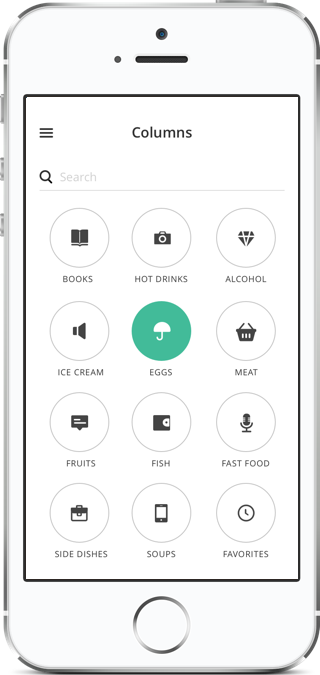 Columns
Search
BOOKS
HOT DRINKS
ALCOHOL
ICE CREAM
EGGS
MEAT
FRUITS
FISH
FAST FOOD
SIDE DISHES
SOUPS
FAVORITES